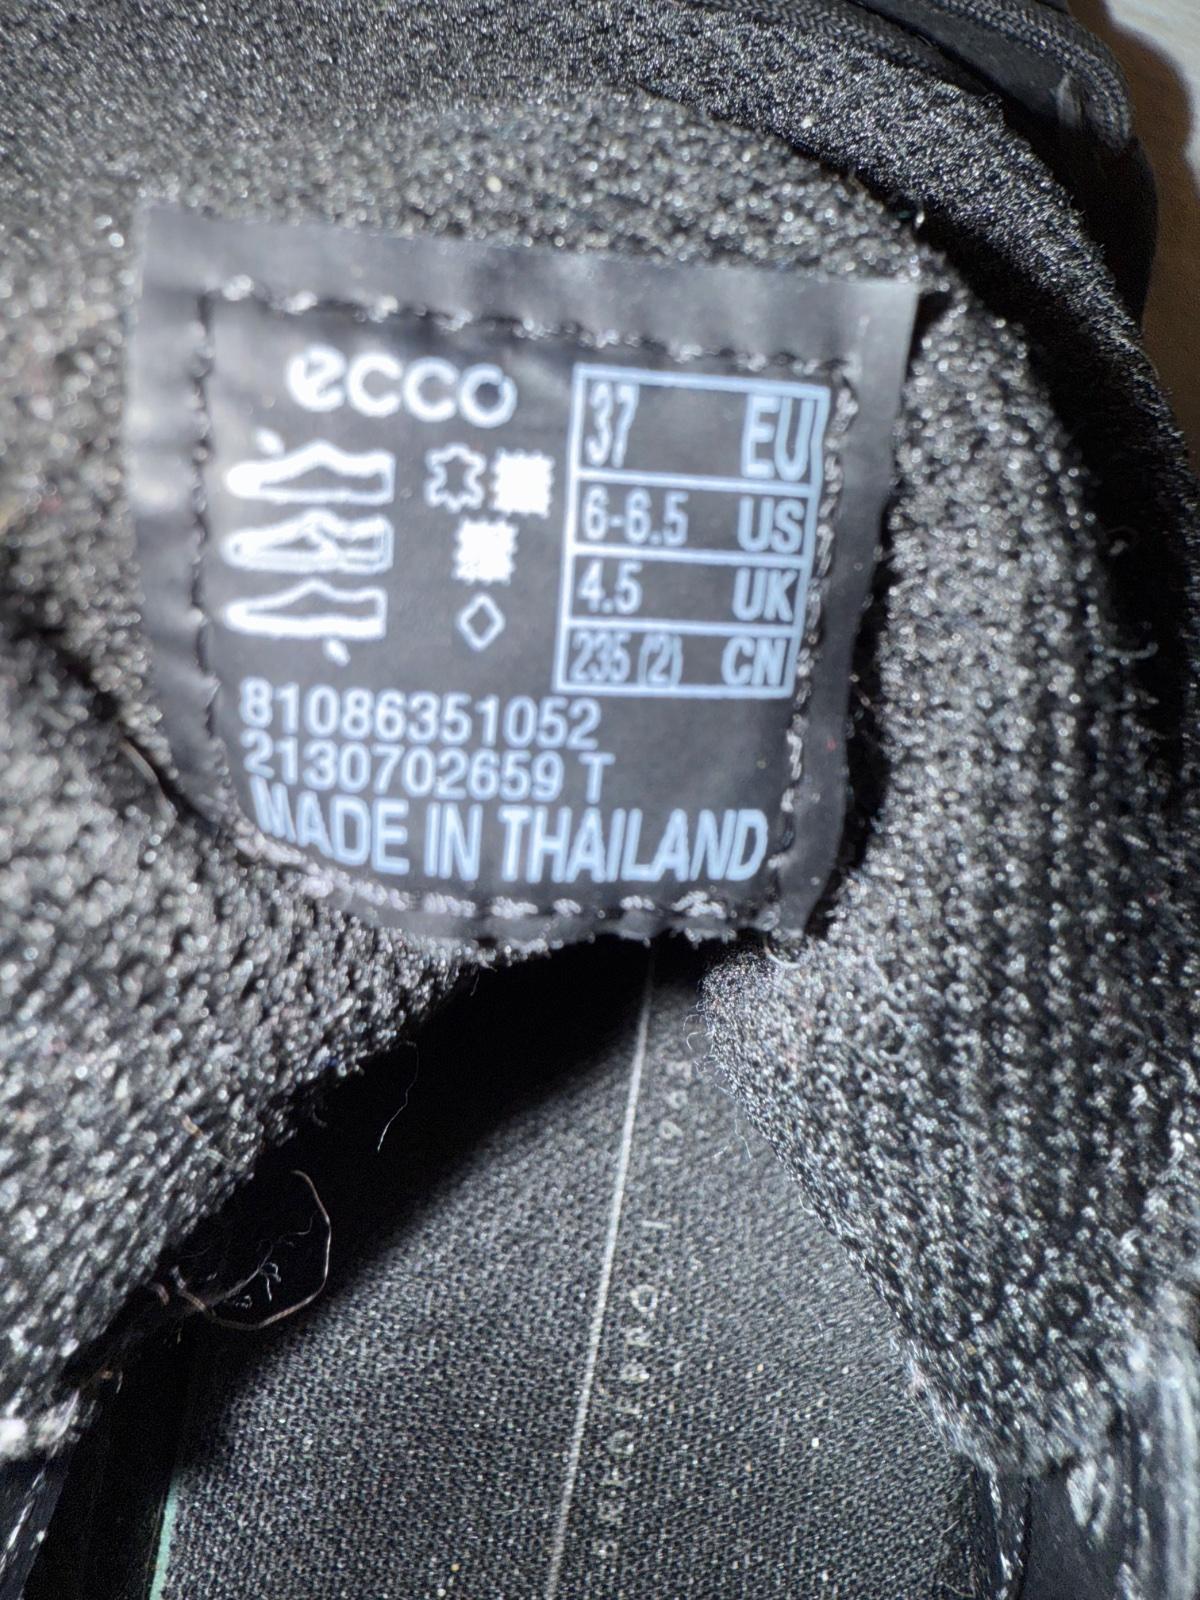 ecco
37 EU
6-6.5 US
4.5 UK
235 (2) CN
81086351052
2130702659 T
MADE IN THAILAND